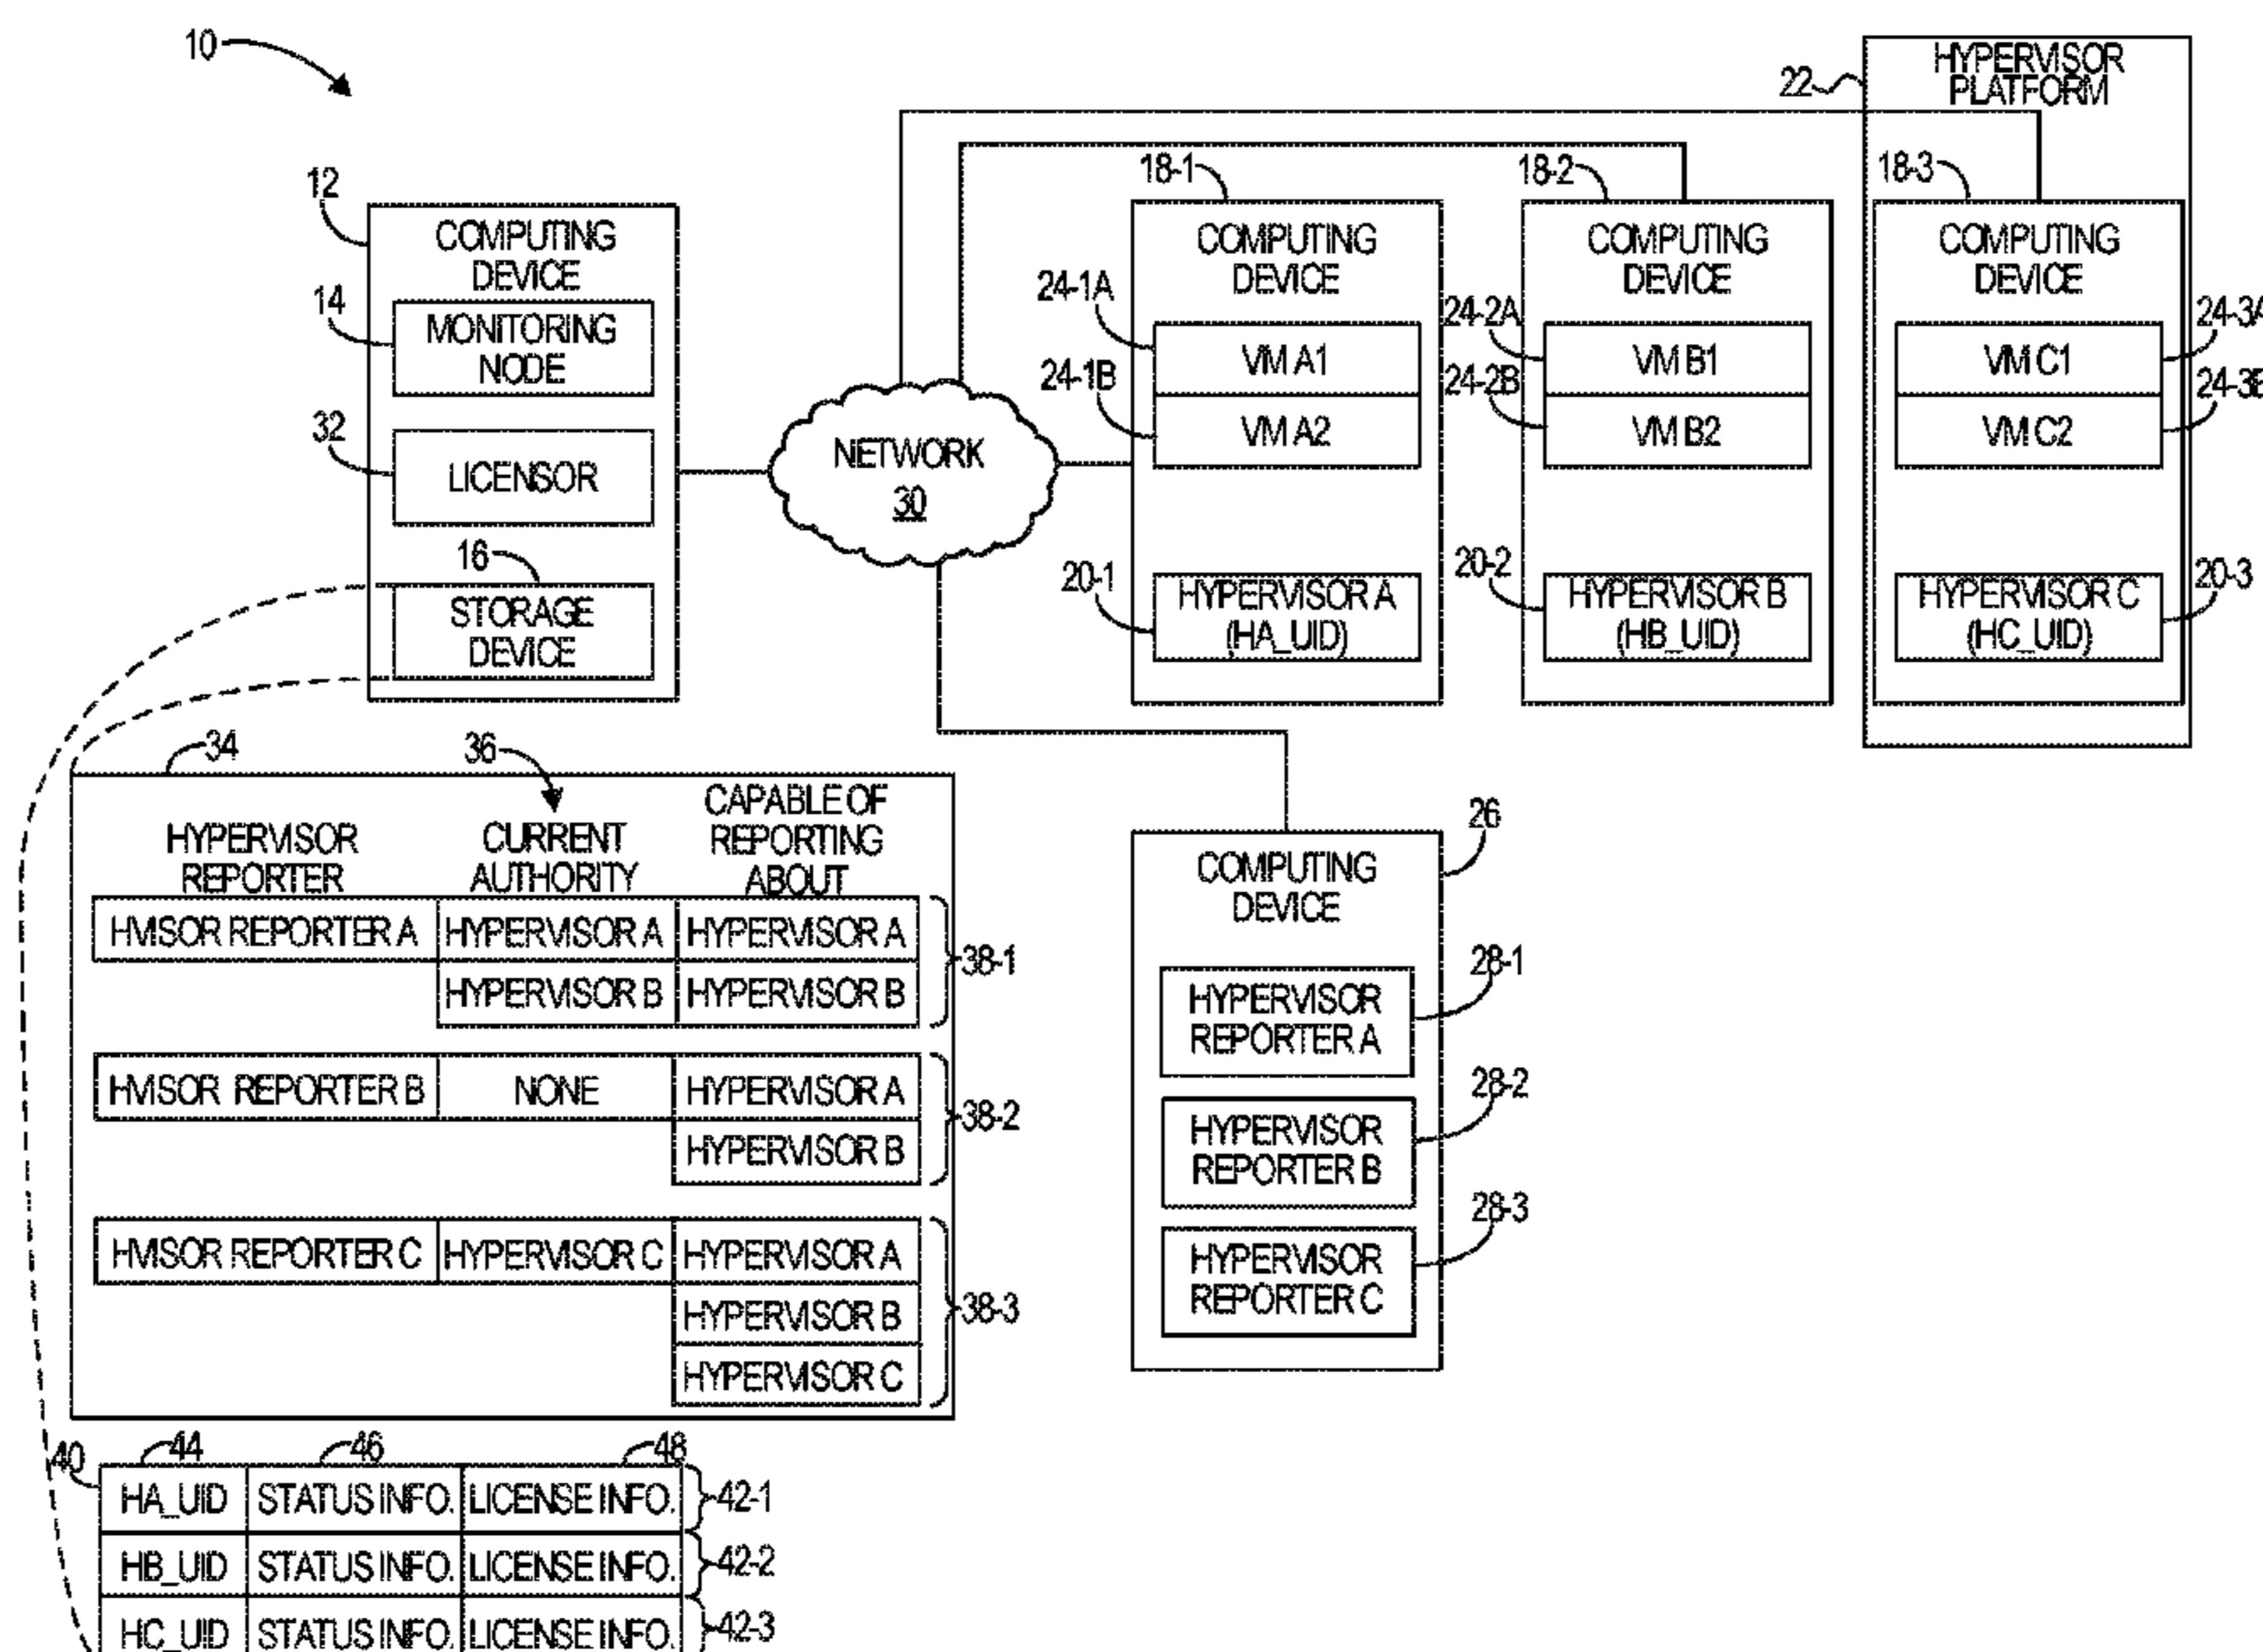 10
HYPERVISOR
PLATFORM
22
12
COMPUTING
DEVICE
14
MONITORING
NODE
32
LICENSOR
16
STORAGE
DEVICE
NETWORK
30
18-1
COMPUTING
DEVICE
24-1A
VM A1
24-1B
VM A2
20-1
HYPERVISOR A
(HA_UID)
18-2
COMPUTING
DEVICE
24-2A
VM B1
24-2B
VM B2
20-2
HYPERVISOR B
(HB_UID)
18-3
COMPUTING
DEVICE
24-3A
VM C1
24-3B
VM C2
20-3
HYPERVISOR C
(HC_UID)
34
36
HYPERVISOR
REPORTER
CURRENT
AUTHORITY
CAPABLE OF
REPORTING
ABOUT
HVISOR REPORTER A HYPERVISOR A HYPERVISOR A
HYPERVISOR B HYPERVISOR B
38-1
HVISOR REPORTER B NONE HYPERVISOR A
HYPERVISOR B
38-2
HVISOR REPORTER C HYPERVISOR C HYPERVISOR A
HYPERVISOR B
HYPERVISOR C
38-3
26
COMPUTING
DEVICE
28-1
HYPERVISOR
REPORTER A
28-2
HYPERVISOR
REPORTER B
28-3
HYPERVISOR
REPORTER C
40 44 46 48
HA_UID STATUS INFO. LICENSE INFO. 42-1
HB_UID STATUS INFO. LICENSE INFO. 42-2
HC_UID STATUS INFO. LICENSE INFO. 42-3